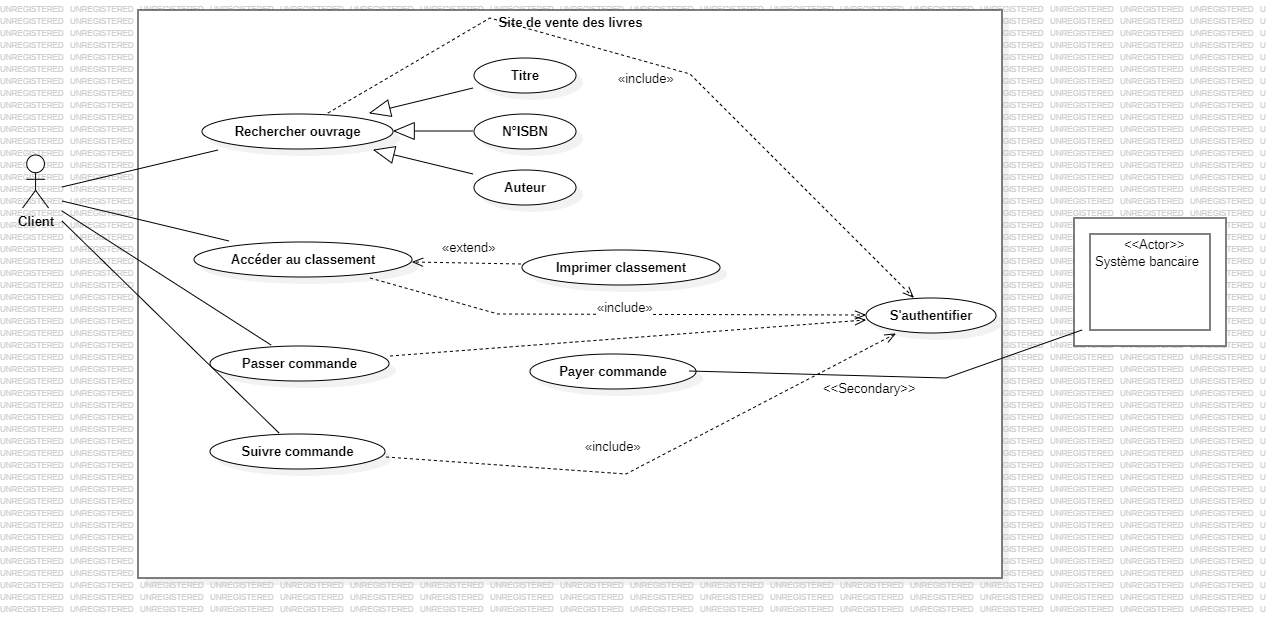 Site de vente des livres
«include»
Titre
Rechercher ouvrage
N°ISBN
Auteur
Client
Accéder au classement
«extend»
Imprimer classement
<<Actor>>
Système bancaire
«include»
S'authentifier
Passer commande
Payer commande
<<Secondary>>
Suivre commande
«include»
UNREGISTERED